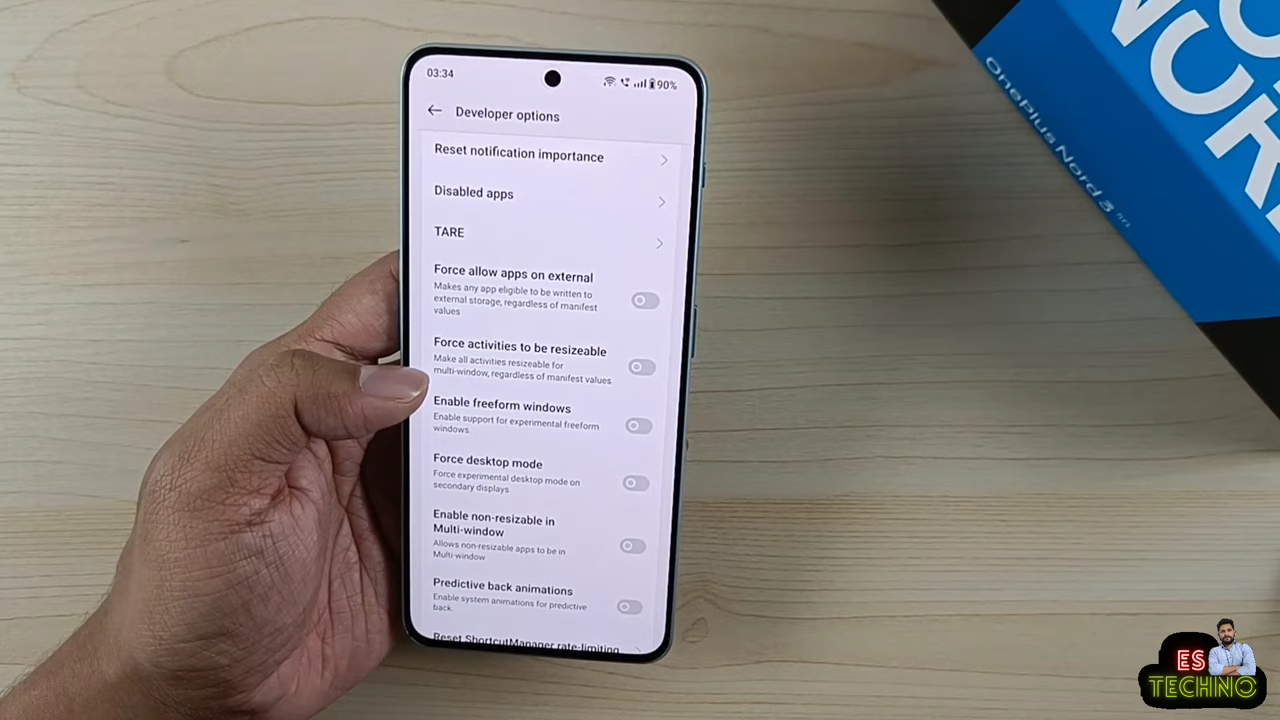 03:34
90%
Developer options
Reset notification importance
Disabled apps
TARE
Force allow apps on external
Makes any app eligible to be written to
external storage, regardless of manifest
values
Force activities to be resizeable
Make all activities resizeable for
multi-window, regardless of manifest values.
Enable freeform windows
Enable support for experimental freeform
windows.
Force desktop mode
Force experimental desktop mode on
secondary displays
Enable non-resizable in
Multi-window
Allows non-resizable apps to be in
Multi-window
Predictive back animations
Enable system animations for predictive
back.
Reset ShortcutManager rate-limiting
OnePlus Nord 3
ES
TECHNO